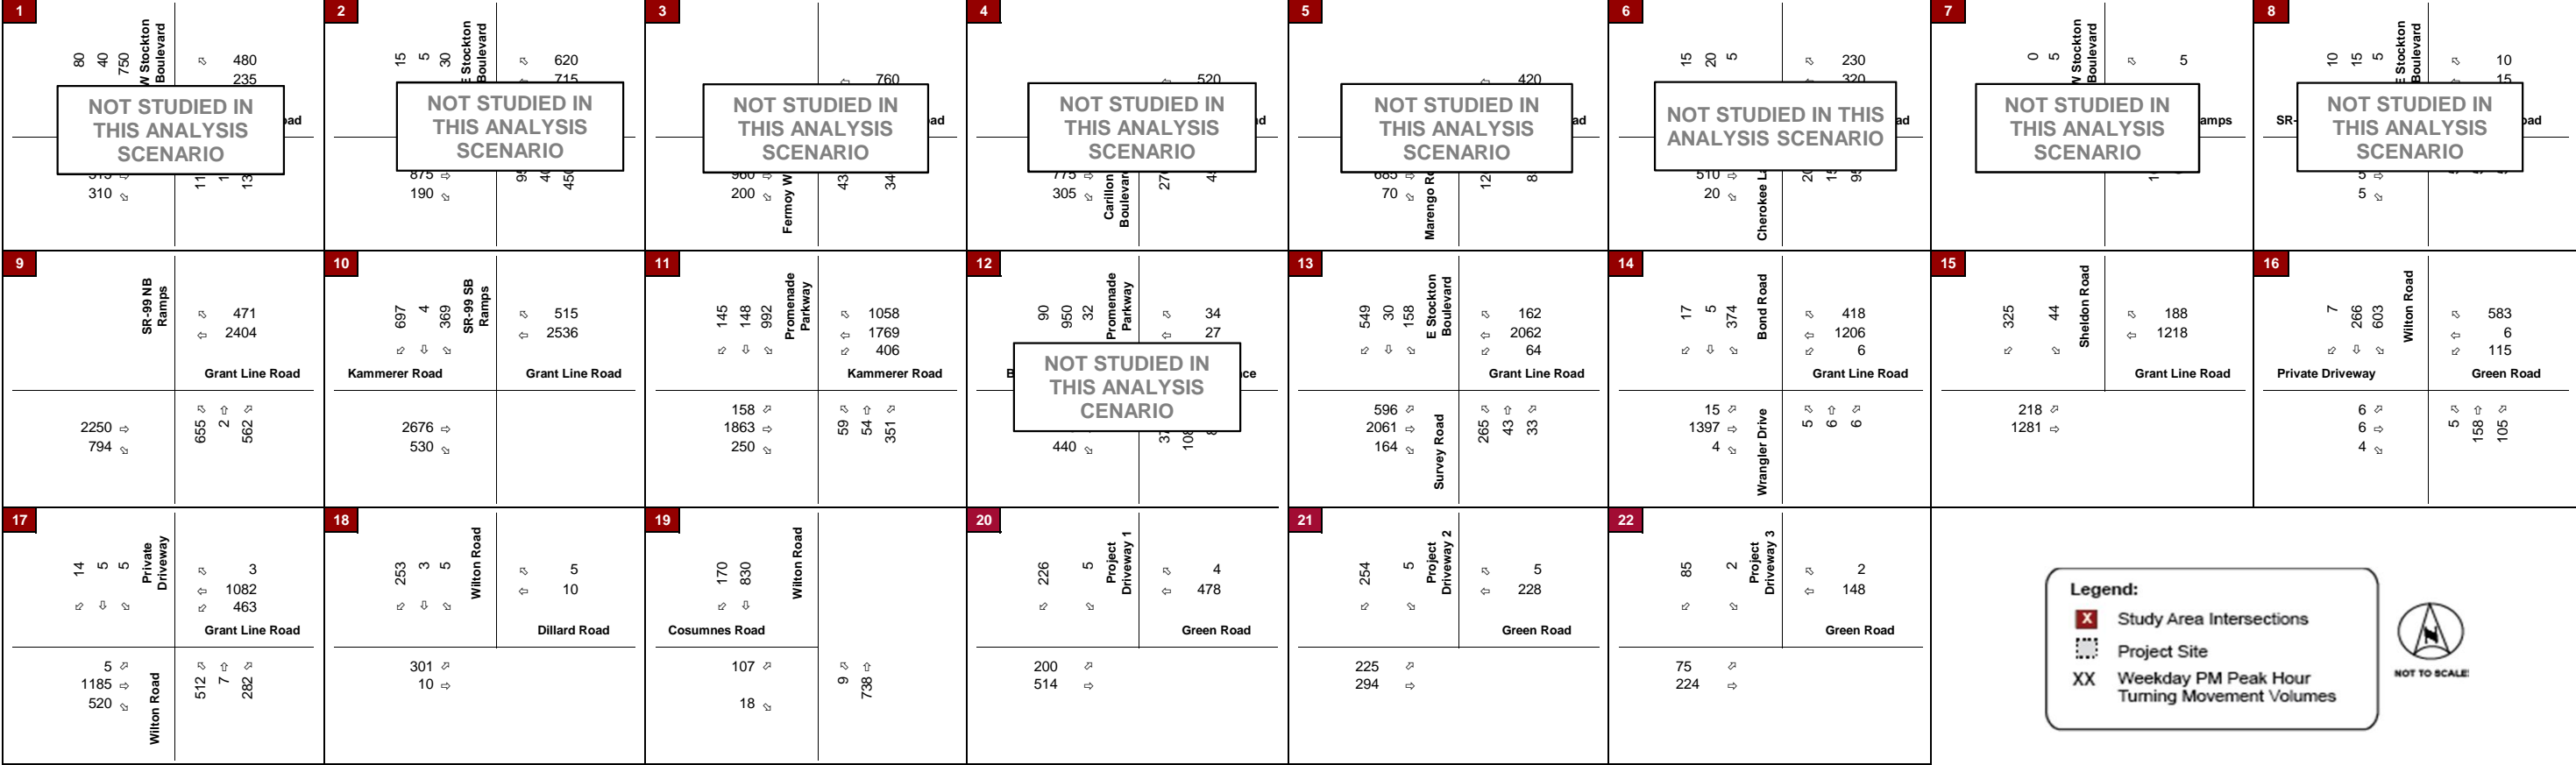 1
80
40
750
W Stockton
Boulevard
480
235
NOT STUDIED IN
THIS ANALYSIS
SCENARIO
310
2
15
5
30
E Stockton
Boulevard
620
715
NOT STUDIED IN
THIS ANALYSIS
SCENARIO
875
190
450
3
760
NOT STUDIED IN
THIS ANALYSIS
SCENARIO
960
200
4
520
NOT STUDIED IN
THIS ANALYSIS
SCENARIO
775
305
Carillon
Boulevard
5
420
NOT STUDIED IN
THIS ANALYSIS
SCENARIO
685
70
6
15
20
5
230
320
NOT STUDIED IN THIS
ANALYSIS SCENARIO
510
20
7
0
5
W Stockton
Boulevard
5
NOT STUDIED IN
THIS ANALYSIS
SCENARIO
8
10
15
5
E Stockton
Boulevard
10
15
NOT STUDIED IN
THIS ANALYSIS
SCENARIO
5
5
9
SR-99 NB
Ramps
471
2404
Grant Line Road
2250
794
655
2
562
10
697
4
369
SR-99 SB
Ramps
515
2536
Kammerer Road
Grant Line Road
2676
530
11
145
148
992
Promenade
Parkway
1058
1769
406
Kammerer Road
158
1863
250
59
54
351
12
90
950
32
Promenade
Parkway
34
27
NOT STUDIED IN
THIS ANALYSIS
CENARIO
440
13
549
30
158
E Stockton
Boulevard
162
2062
64
Grant Line Road
596
2061
164
Survey Road
265
43
33
14
17
5
374
Bond Road
418
1206
6
Grant Line Road
15
1397
4
Wrangler Drive
5
6
6
15
325
44
Sheldon Road
188
1218
Grant Line Road
218
1281
16
7
266
603
Wilton Road
583
6
115
Private Driveway
Green Road
6
6
4
5
158
105
17
14
5
5
Private
Driveway
3
1082
463
Grant Line Road
5
1185
520
Wilton Road
512
7
282
18
253
3
5
Wilton Road
5
10
Dillard Road
301
10
19
170
830
Wilton Road
Cosumnes Road
107
18
9
738
20
226
5
Project
Driveway 1
4
478
Green Road
200
514
21
254
5
Project
Driveway 2
5
228
Green Road
225
294
22
85
2
Project
Driveway 3
2
148
Green Road
75
224
Legend:
X Study Area Intersections
Project Site
XX Weekday PM Peak Hour
Turning Movement Volumes
N
NOT TO SCALE